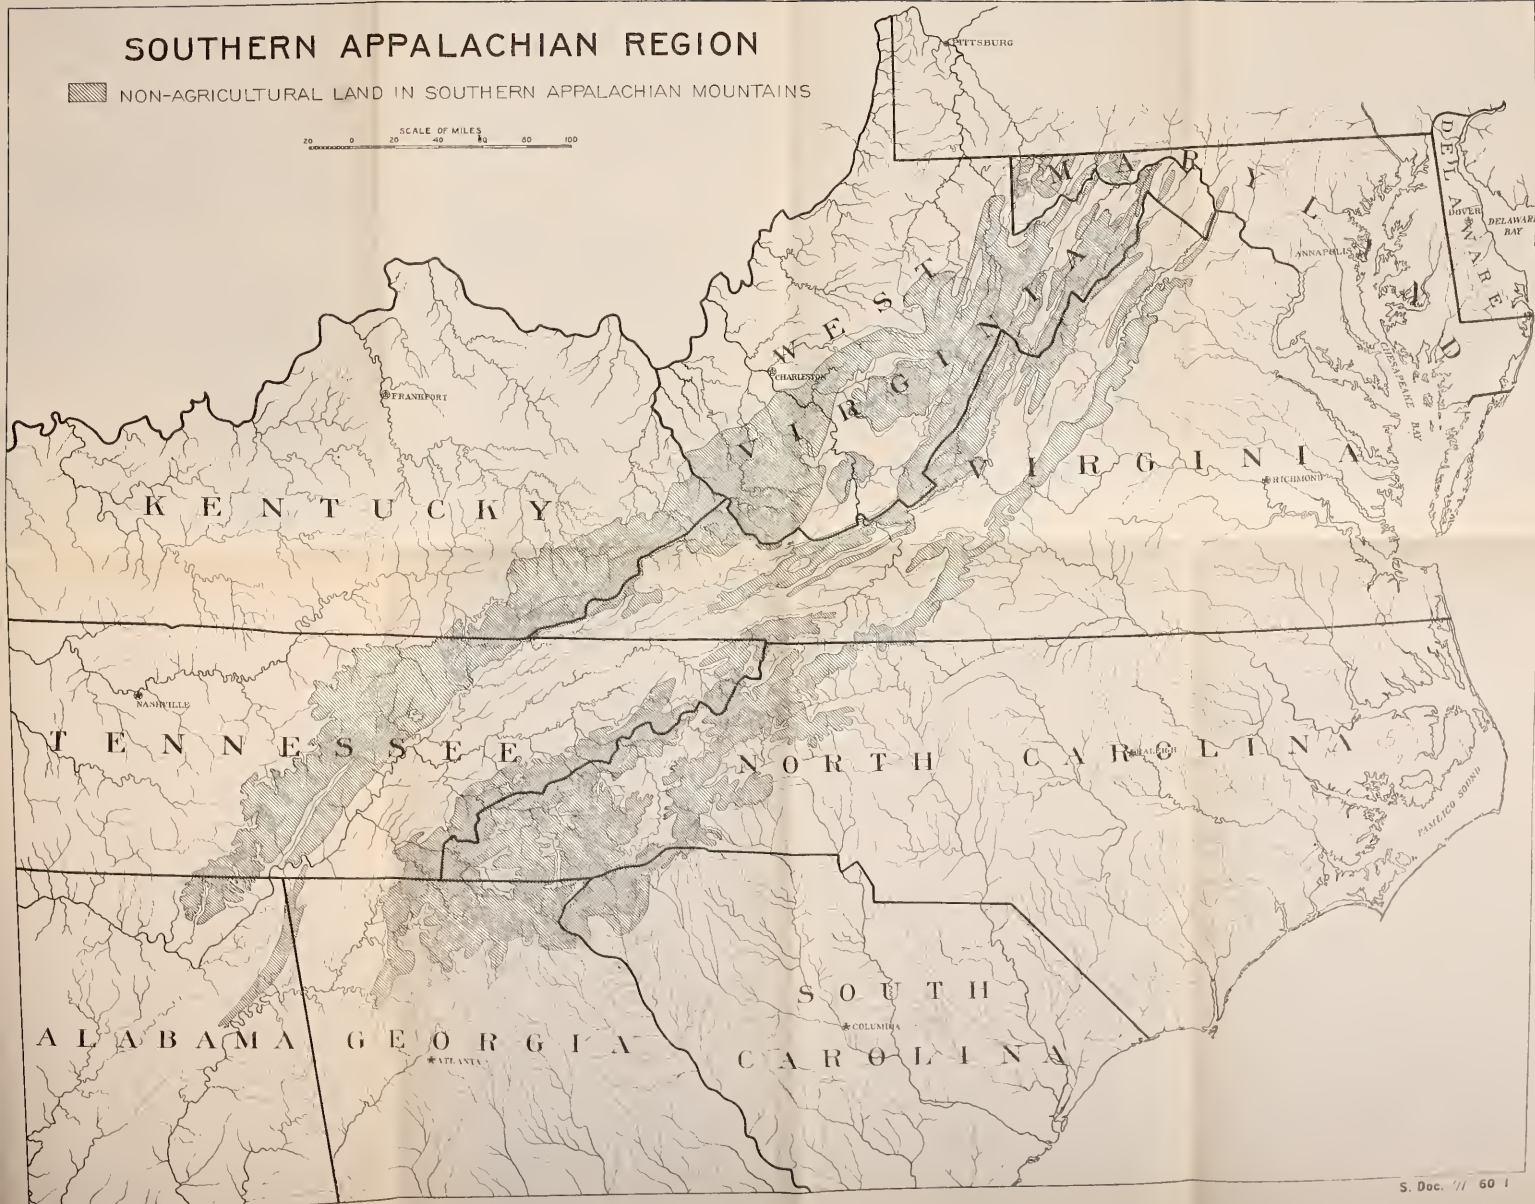 SOUTHERN APPALACHIAN REGION
NON-AGRICULTURAL LAND IN SOUTHERN APPALACHIAN MOUNTAINS
SCALE OF MILES
20 0 20 40 60 80 100
PITTSBURG
MARYLAND
DELAWARE
DOVER
DELAWARE BAY
ANNAPOLIS
CHESAPEAKE BAY
WEST VIRGINIA
CHARLESTON
FRANKFORT
KENTUCKY
VIRGINIA
RICHMOND
NASHVILLE
TENNESSEE
NORTH CAROLINA
RALEIGH
PAMLICO SOUND
SOUTH CAROLINA
COLUMBIA
ALABAMA
GEORGIA
ATLANTA
S. Doc. 60 1